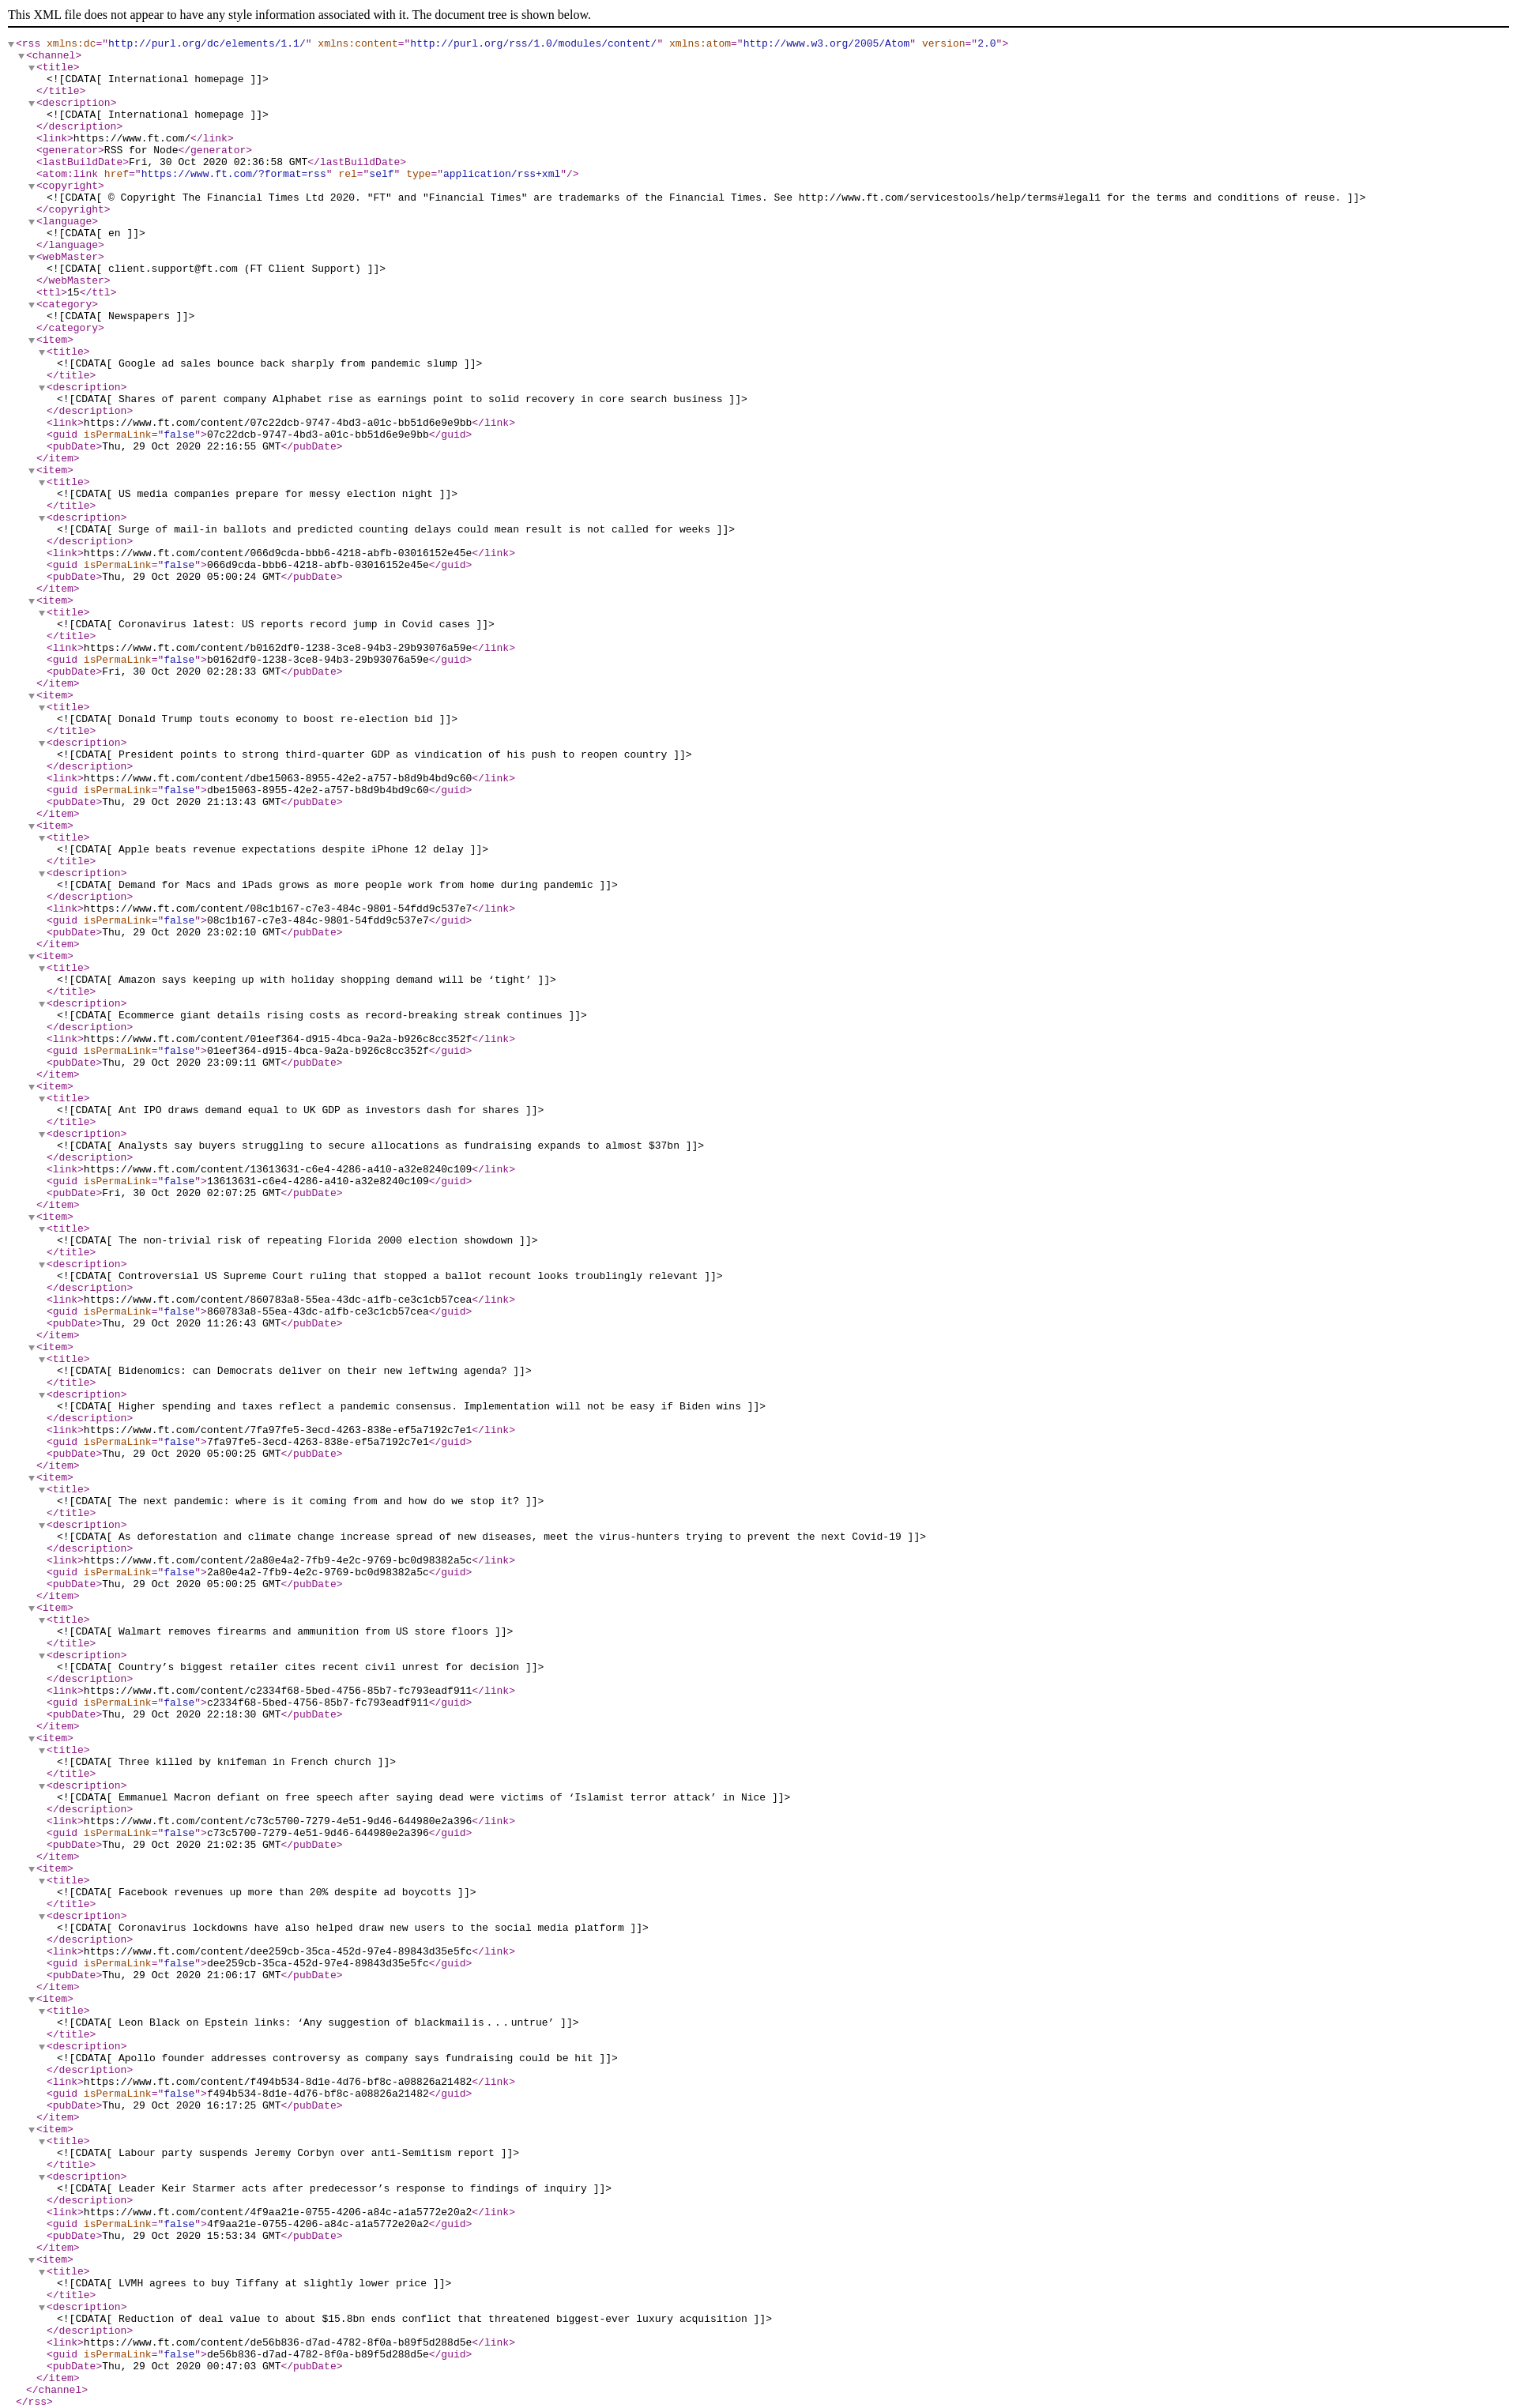 This XML file does not appear to have any style information associated with it. The document tree is shown below.
<rss xmlns:dc="http://purl.org/dc/elements/1.1/" xmlns:content="http://purl.org/rss/1.0/modules/content/" xmlns:atom="http://www.w3.org/2005/Atom" version="2.0">
<channel>
<title>
<![CDATA[ International homepage ]]>
</title>
<description>
<![CDATA[ International homepage ]]>
</description>
<link>https://www.ft.com/</link>
<generator>RSS for Node</generator>
<lastBuildDate>Fri, 30 Oct 2020 02:36:58 GMT</lastBuildDate>
<atom:link href="https://www.ft.com/?format=rss" rel="self" type="application/rss+xml"/>
<copyright>
<![CDATA[ © Copyright The Financial Times Ltd 2020. "FT" and "Financial Times" are trademarks of the Financial Times. See http://www.ft.com/servicestools/help/terms#legal1 for the terms and conditions of reuse. ]]>
</copyright>
<language>
<![CDATA[ en ]]>
</language>
<webMaster>
<![CDATA[ client.support@ft.com (FT Client Support) ]]>
</webMaster>
<ttl>15</ttl>
<category>
<![CDATA[ Newspapers ]]>
</category>
<item>
<title>
<![CDATA[ Google ad sales bounce back sharply from pandemic slump ]]>
</title>
<description>
<![CDATA[ Shares of parent company Alphabet rise as earnings point to solid recovery in core search business ]]>
</description>
<link>https://www.ft.com/content/07c22dcb-9747-4bd3-a01c-bb51d6e9e9bb</link>
<guid isPermaLink="false">07c22dcb-9747-4bd3-a01c-bb51d6e9e9bb</guid>
<pubDate>Thu, 29 Oct 2020 22:16:55 GMT</pubDate>
</item>
<item>
<title>
<![CDATA[ US media companies prepare for messy election night ]]>
</title>
<description>
<![CDATA[ Surge of mail-in ballots and predicted counting delays could mean result is not called for weeks ]]>
</description>
<link>https://www.ft.com/content/066d9cda-bbb6-4218-abfb-03016152e45e</link>
<guid isPermaLink="false">066d9cda-bbb6-4218-abfb-03016152e45e</guid>
<pubDate>Thu, 29 Oct 2020 05:00:24 GMT</pubDate>
</item>
<item>
<title>
<![CDATA[ Coronavirus latest: US reports record jump in Covid cases ]]>
</title>
<link>https://www.ft.com/content/b0162df0-1238-3ce8-94b3-29b93076a59e</link>
<guid isPermaLink="false">b0162df0-1238-3ce8-94b3-29b93076a59e</guid>
<pubDate>Fri, 30 Oct 2020 02:28:33 GMT</pubDate>
</item>
<item>
<title>
<![CDATA[ Donald Trump touts economy to boost re-election bid ]]>
</title>
<description>
<![CDATA[ President points to strong third-quarter GDP as vindication of his push to reopen country ]]>
</description>
<link>https://www.ft.com/content/dbe15063-8955-42e2-a757-b8d9b4bd9c60</link>
<guid isPermaLink="false">dbe15063-8955-42e2-a757-b8d9b4bd9c60</guid>
<pubDate>Thu, 29 Oct 2020 21:13:43 GMT</pubDate>
</item>
<item>
<title>
<![CDATA[ Apple beats revenue expectations despite iPhone 12 delay ]]>
</title>
<description>
<![CDATA[ Demand for Macs and iPads grows as more people work from home during pandemic ]]>
</description>
<link>https://www.ft.com/content/08c1b167-c7e3-484c-9801-54fdd9c537e7</link>
<guid isPermaLink="false">08c1b167-c7e3-484c-9801-54fdd9c537e7</guid>
<pubDate>Thu, 29 Oct 2020 23:02:10 GMT</pubDate>
</item>
<item>
<title>
<![CDATA[ Amazon says keeping up with holiday shopping demand will be ‘tight’ ]]>
</title>
<description>
<![CDATA[ Ecommerce giant details rising costs as record-breaking streak continues ]]>
</description>
<link>https://www.ft.com/content/01eef364-d915-4bca-9a2a-b926c8cc352f</link>
<guid isPermaLink="false">01eef364-d915-4bca-9a2a-b926c8cc352f</guid>
<pubDate>Thu, 29 Oct 2020 23:09:11 GMT</pubDate>
</item>
<item>
<title>
<![CDATA[ Ant IPO draws demand equal to UK GDP as investors dash for shares ]]>
</title>
<description>
<![CDATA[ Analysts say buyers struggling to secure allocations as fundraising expands to almost $37bn ]]>
</description>
<link>https://www.ft.com/content/13613631-c6e4-4286-a410-a32e8240c109</link>
<guid isPermaLink="false">13613631-c6e4-4286-a410-a32e8240c109</guid>
<pubDate>Fri, 30 Oct 2020 02:07:25 GMT</pubDate>
</item>
<item>
<title>
<![CDATA[ The non-trivial risk of repeating Florida 2000 election showdown ]]>
</title>
<description>
<![CDATA[ Controversial US Supreme Court ruling that stopped a ballot recount looks troublingly relevant ]]>
</description>
<link>https://www.ft.com/content/860783a8-55ea-43dc-a1fb-ce3c1cb57cea</link>
<guid isPermaLink="false">860783a8-55ea-43dc-a1fb-ce3c1cb57cea</guid>
<pubDate>Thu, 29 Oct 2020 11:26:43 GMT</pubDate>
</item>
<item>
<title>
<![CDATA[ Bidenomics: can Democrats deliver on their new leftwing agenda? ]]>
</title>
<description>
<![CDATA[ Higher spending and taxes reflect a pandemic consensus. Implementation will not be easy if Biden wins ]]>
</description>
<link>https://www.ft.com/content/7fa97fe5-3ecd-4263-838e-ef5a7192c7e1</link>
<guid isPermaLink="false">7fa97fe5-3ecd-4263-838e-ef5a7192c7e1</guid>
<pubDate>Thu, 29 Oct 2020 05:00:25 GMT</pubDate>
</item>
<item>
<title>
<![CDATA[ The next pandemic: where is it coming from and how do we stop it? ]]>
</title>
<description>
<![CDATA[ As deforestation and climate change increase spread of new diseases, meet the virus-hunters trying to prevent the next Covid-19 ]]>
</description>
<link>https://www.ft.com/content/2a80e4a2-7fb9-4e2c-9769-bc0d98382a5c</link>
<guid isPermaLink="false">2a80e4a2-7fb9-4e2c-9769-bc0d98382a5c</guid>
<pubDate>Thu, 29 Oct 2020 05:00:25 GMT</pubDate>
</item>
<item>
<title>
<![CDATA[ Walmart removes firearms and ammunition from US store floors ]]>
</title>
<description>
<![CDATA[ Country’s biggest retailer cites recent civil unrest for decision ]]>
</description>
<link>https://www.ft.com/content/c2334f68-5bed-4756-85b7-fc793eadf911</link>
<guid isPermaLink="false">c2334f68-5bed-4756-85b7-fc793eadf911</guid>
<pubDate>Thu, 29 Oct 2020 22:18:30 GMT</pubDate>
</item>
<item>
<title>
<![CDATA[ Three killed by knifeman in French church ]]>
</title>
<description>
<![CDATA[ Emmanuel Macron defiant on free speech after saying dead were victims of ‘Islamist terror attack’ in Nice ]]>
</description>
<link>https://www.ft.com/content/c73c5700-7279-4e51-9d46-644980e2a396</link>
<guid isPermaLink="false">c73c5700-7279-4e51-9d46-644980e2a396</guid>
<pubDate>Thu, 29 Oct 2020 21:02:35 GMT</pubDate>
</item>
<item>
<title>
<![CDATA[ Facebook revenues up more than 20% despite ad boycotts ]]>
</title>
<description>
<![CDATA[ Coronavirus lockdowns have also helped draw new users to the social media platform ]]>
</description>
<link>https://www.ft.com/content/dee259cb-35ca-452d-97e4-89843d35e5fc</link>
<guid isPermaLink="false">dee259cb-35ca-452d-97e4-89843d35e5fc</guid>
<pubDate>Thu, 29 Oct 2020 21:06:17 GMT</pubDate>
</item>
<item>
<title>
<![CDATA[ Leon Black on Epstein links: ‘Any suggestion of blackmail is . . . untrue’ ]]>
</title>
<description>
<![CDATA[ Apollo founder addresses controversy as company says fundraising could be hit ]]>
</description>
<link>https://www.ft.com/content/f494b534-8d1e-4d76-bf8c-a08826a21482</link>
<guid isPermaLink="false">f494b534-8d1e-4d76-bf8c-a08826a21482</guid>
<pubDate>Thu, 29 Oct 2020 16:17:25 GMT</pubDate>
</item>
<item>
<title>
<![CDATA[ Labour party suspends Jeremy Corbyn over anti-Semitism report ]]>
</title>
<description>
<![CDATA[ Leader Keir Starmer acts after predecessor’s response to findings of inquiry ]]>
</description>
<link>https://www.ft.com/content/4f9aa21e-0755-4206-a84c-a1a5772e20a2</link>
<guid isPermaLink="false">4f9aa21e-0755-4206-a84c-a1a5772e20a2</guid>
<pubDate>Thu, 29 Oct 2020 15:53:34 GMT</pubDate>
</item>
<item>
<title>
<![CDATA[ LVMH agrees to buy Tiffany at slightly lower price ]]>
</title>
<description>
<![CDATA[ Reduction of deal value to about $15.8bn ends conflict that threatened biggest-ever luxury acquisition ]]>
</description>
<link>https://www.ft.com/content/de56b836-d7ad-4782-8f0a-b89f5d288d5e</link>
<guid isPermaLink="false">de56b836-d7ad-4782-8f0a-b89f5d288d5e</guid>
<pubDate>Thu, 29 Oct 2020 00:47:03 GMT</pubDate>
</item>
</channel>
</rss>